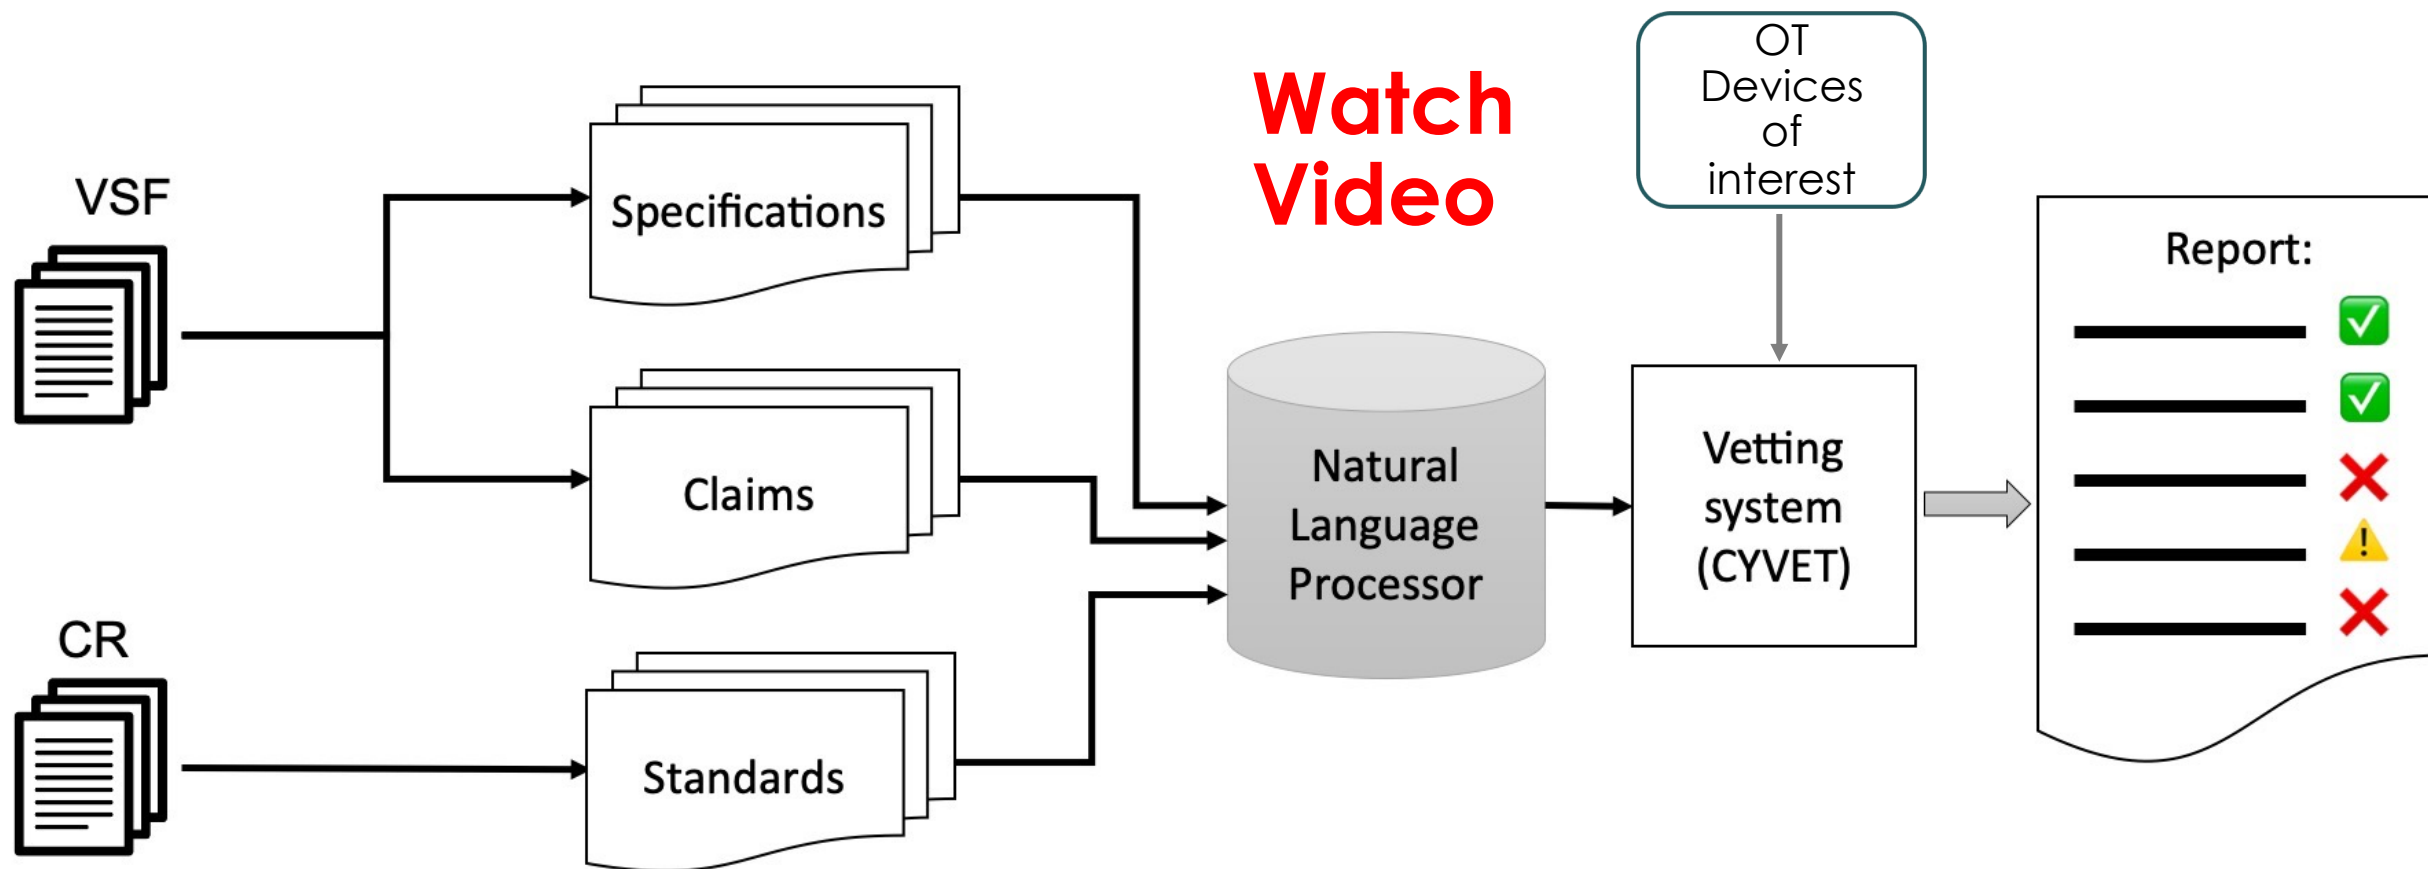 VSF
Specifications
Claims
CR
Standards
Watch
Video
Natural
Language
Processor
OT
Devices
of
interest
Vetting
system
(CYVET)
Report: